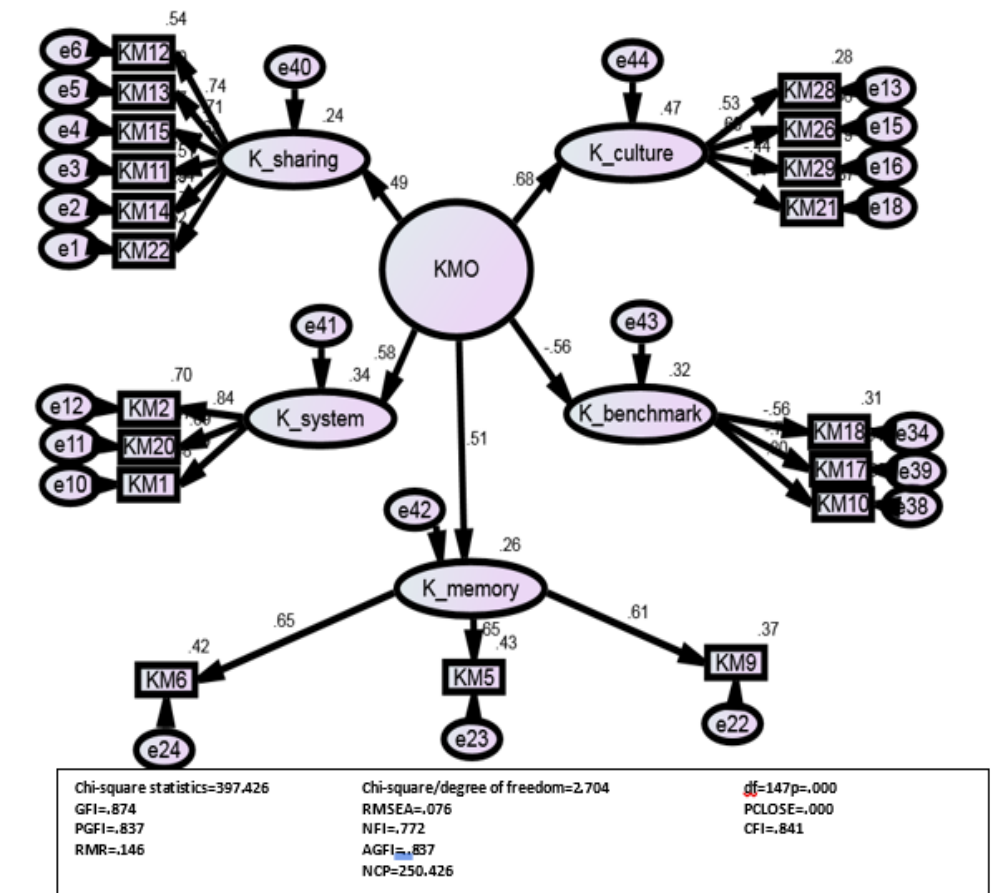 .54
e6 KM12
e5 KM13
.74
.71
e4 KM15
e3 KM11
e2 KM14
e1 KM22
e40
.24
K_sharing
.49
e44
.47
K_culture
.68
.28
.53
KM28 e13
KM26 e15
-.44
KM29 e16
KM21 e18
KMO
e41
.58
.34
K_system
.70
.84
e12 KM2
e11 KM20
e10 KM1
e43
-.56
.32
K_benchmark
.31
-.56
KM18 e34
KM17 e39
KM10 e38
.51
e42
.26
K_memory
.65
.65
.61
.42
KM6
e24
.43
KM5
e23
.37
KM9
e22
Chi-square statistics=397.426 Chi-square/degree of freedom=2.704 df=147p=.000
GFI=.874 RMSEA=.076 PCLOSE=.000
PGFI=.837 NFI=.772 CFI=.841
RMR=.146 AGFI=.837
NCP=250.426